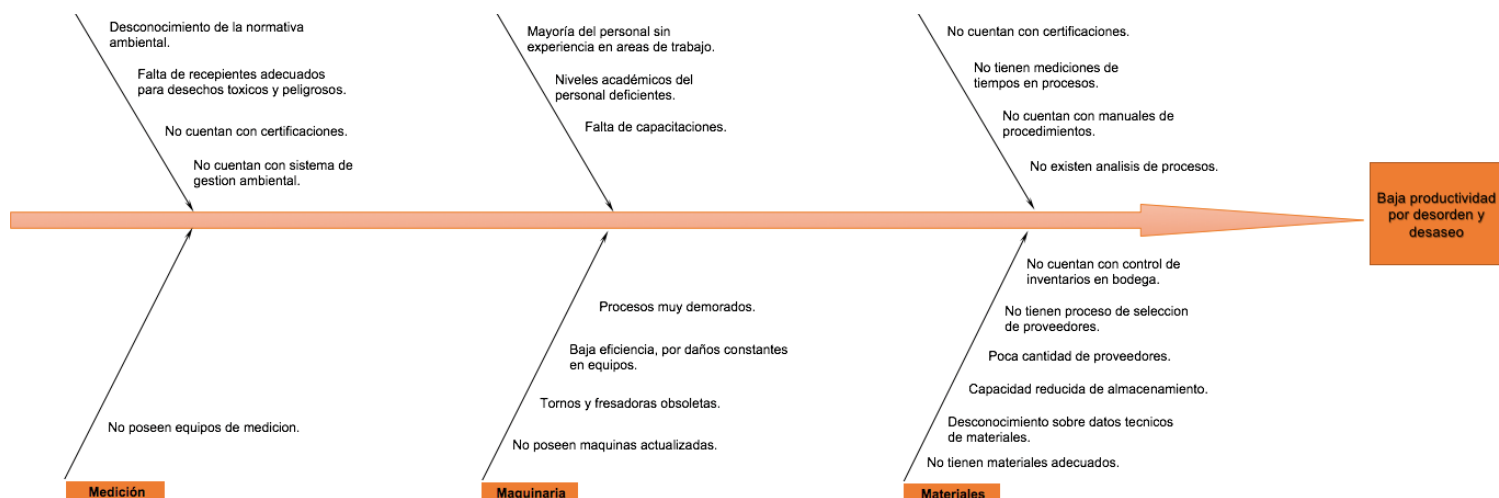 Desconocimiento de la normativa
ambiental.
Falta de recepientes adecuados
para desechos toxicos y peligrosos.
No cuentan con certificaciones.
No cuentan con sistema de
gestion ambiental.
Mayoría del personal sin
experiencia en areas de trabajo.
Niveles académicos del
personal deficientes.
Falta de capacitaciones.
No cuentan con certificaciones.
No tienen mediciones de
tiempos en procesos.
No cuentan con manuales de
procedimientos.
No existen analisis de procesos.
Baja productividad
por desorden y
desaseo
No poseen equipos de medicion.
Medición
Procesos muy demorados.
Baja eficiencia, por daños constantes
en equipos.
Tornos y fresadoras obsoletas.
No poseen maquinas actualizadas.
Maquinaria
No cuentan con control de
inventarios en bodega.
No tienen proceso de seleccion
de proveedores.
Poca cantidad de proveedores.
Capacidad reducida de almacenamiento.
Desconocimiento sobre datos tecnicos
de materiales.
No tienen materiales adecuados.
Materiales